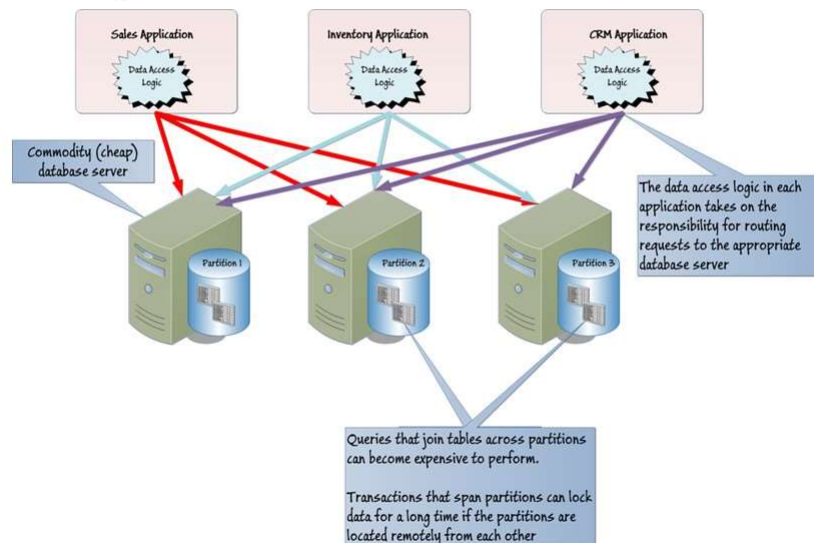 Sales Application
Data Access
Logic
Inventory Application
Data Access
Logic
CRM Application
Data Access
Logic
Commodity (cheap)
database server
The data access logic in each
application takes on the
responsibility for routing
requests to the appropriate
database server
Partition 1
Partition 2
Partition 3
Queries that join tables across partitions
can become expensive to perform.
Transactions that span partitions can lock
data for a long time if the partitions are
located remotely from each other